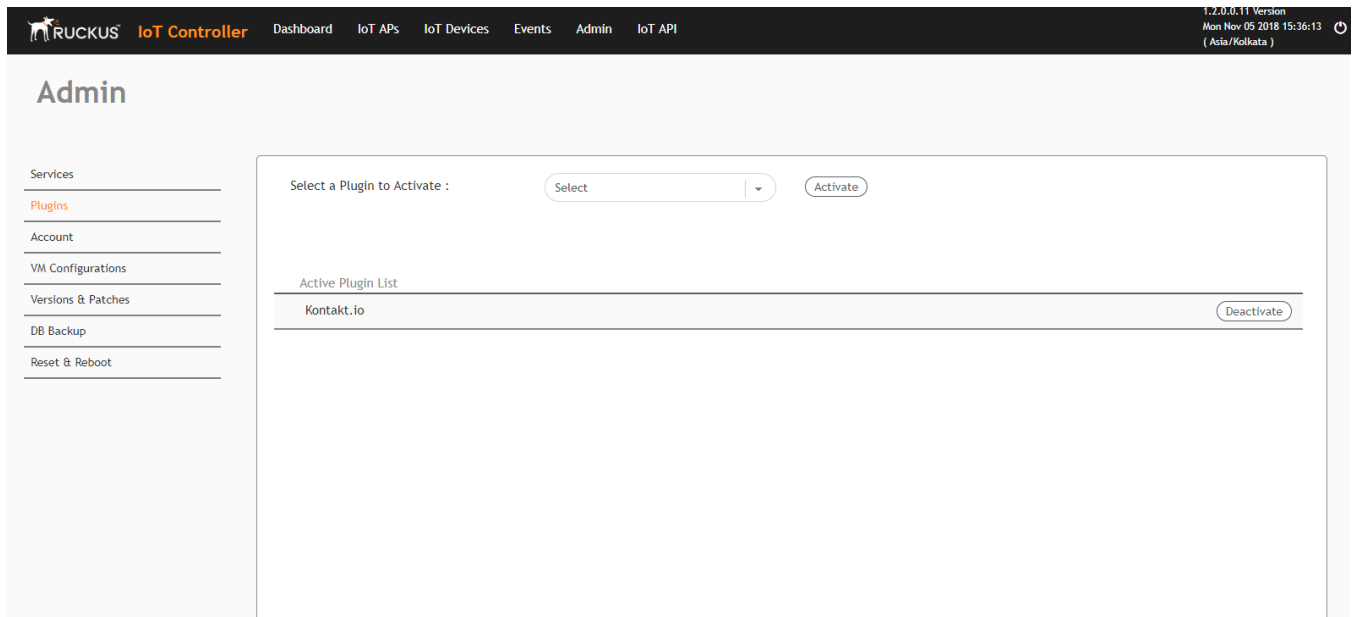 1.2.0.0.11 Version
RUCKUS IoT Controller Dashboard IoT APs IoT Devices Events Admin IoT API Mon Nov 05 2018 15:36:13
( Asia/Kolkata )
Admin
Services
Plugins
Account
VM Configurations
Versions & Patches
DB Backup
Reset & Reboot
Select a Plugin to Activate : Select Activate
Active Plugin List
Kontakt.io Deactivate